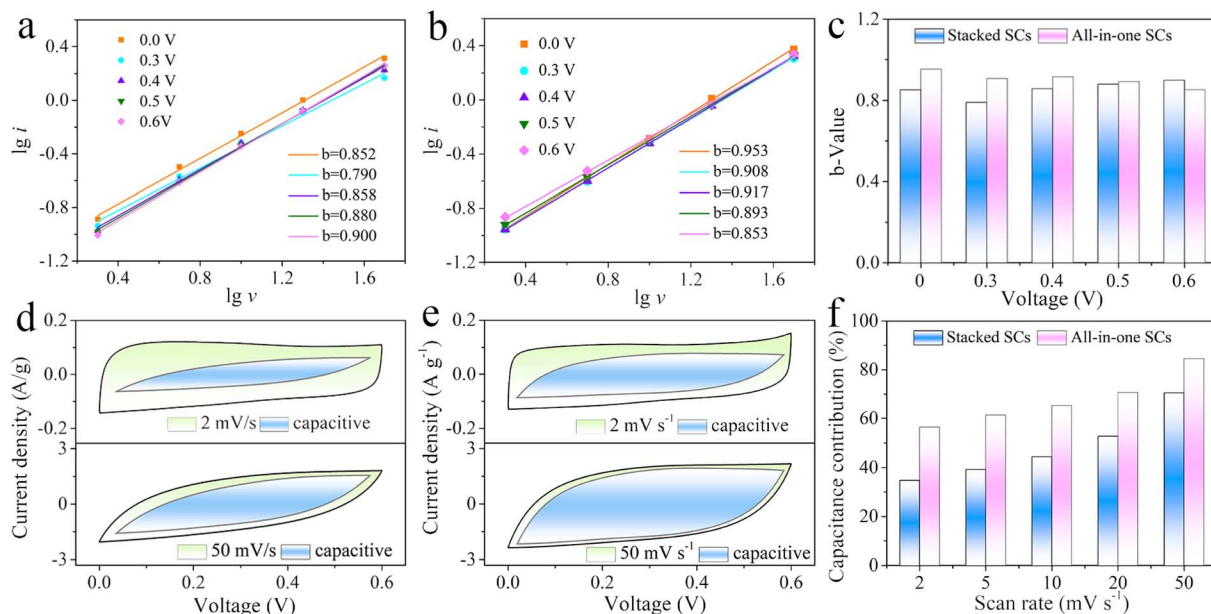 a
0.4
0.0
-0.4
-0.8
-1.2
lg i
0.0 V
0.3 V
0.4 V
0.5 V
0.6V
b=0.852
b=0.790
b=0.858
b=0.880
b=0.900
0.4
0.8
1.2
1.6
lg v
b
0.4
0.0
-0.4
-0.8
-1.2
lg i
0.0 V
0.3 V
0.4 V
0.5 V
0.6 V
b=0.953
b=0.908
b=0.917
b=0.893
b=0.853
0.4
0.8
1.2
1.6
lg v
c
1.2
0.8
0.4
0.0
b-Value
Stacked SCs
All-in-one SCs
0
0.3
0.4
0.5
0.6
Voltage (V)
d
0.2
0.0
-0.2
3
0
-3
Current density (A/g)
2 mV/s
capacitive
50 mV/s
capacitive
0.0
0.2
0.4
0.6
Voltage (V)
e
0.2
0.0
-0.2
3
0
-3
Current density (A g⁻¹)
2 mV s⁻¹
capacitive
50 mV s⁻¹
capacitive
0.0
0.2
0.4
0.6
Voltage (V)
f
100
80
60
40
20
0
Capacitance contribution (%)
Stacked SCs
All-in-one SCs
2
5
10
20
50
Scan rate (mV s⁻¹)